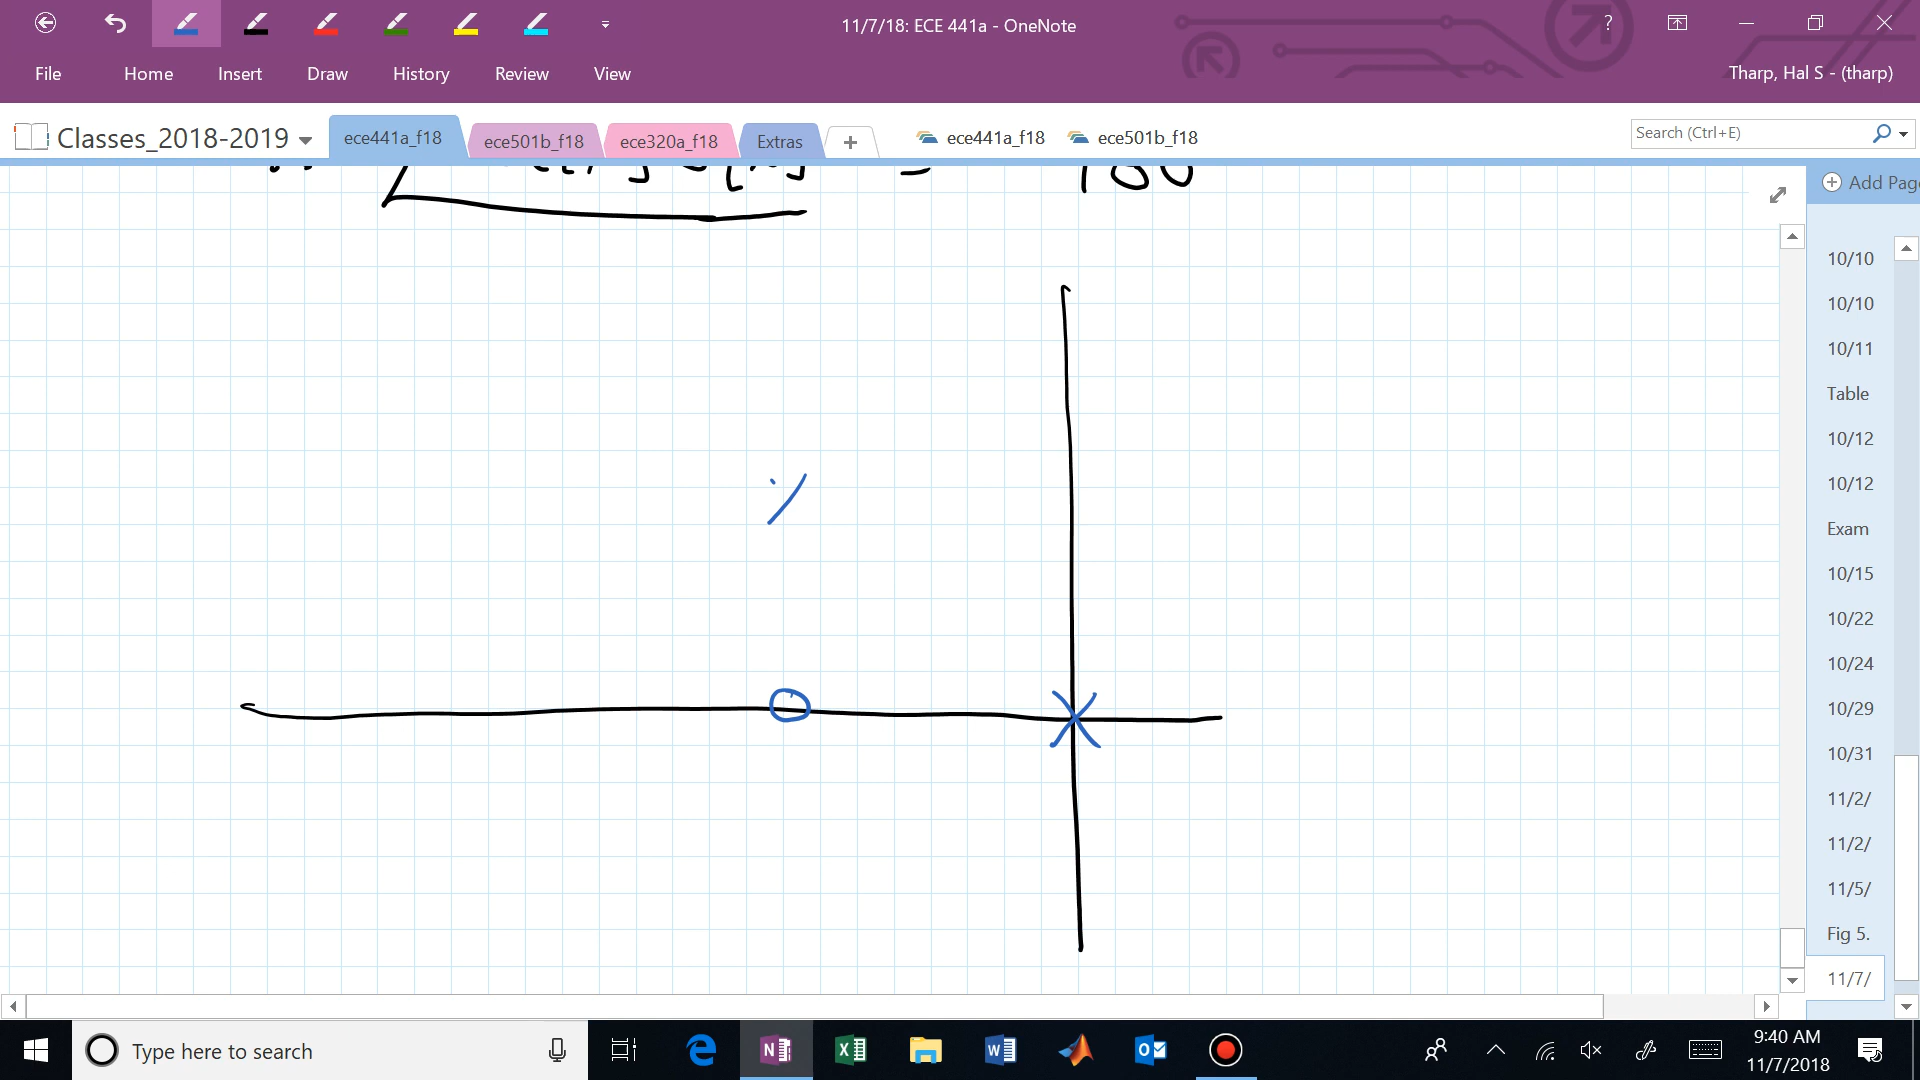 11/7/18: ECE 441a - OneNote
?
File Home Insert Draw History Review View
Tharp, Hal S - (tharp)
Classes_2018-2019
ece441a_f18 ece501b_f18 ece320a_f18 Extras
ece441a_f18 ece501b_f18
Search (Ctrl+E)
= 180
Add Page
10/10
10/10
10/11
Table
10/12
10/12
Exam
10/15
10/22
10/24
10/29
10/31
11/2/
11/2/
11/5/
Fig 5.
11/7/
Type here to search
9:40 AM
11/7/2018